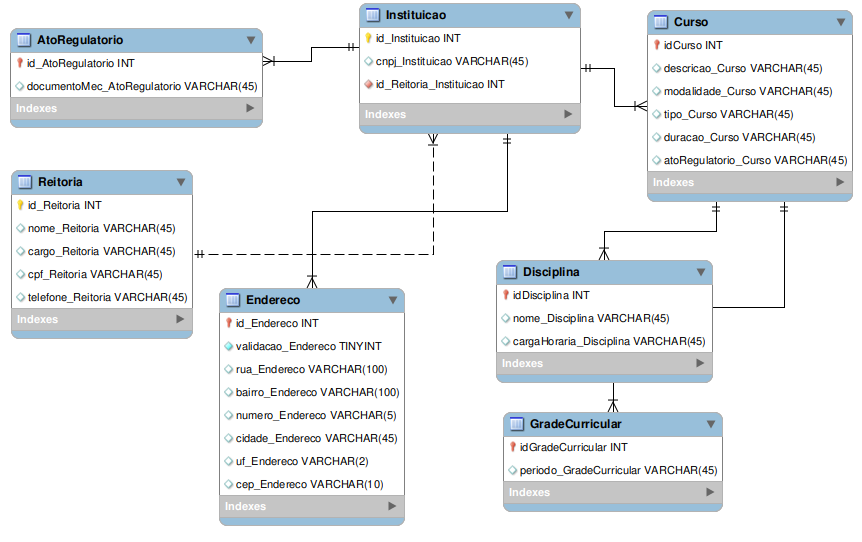 AtoRegulatorio
id_AtoRegulatorio INT
documentoMec_AtoRegulatorio VARCHAR(45)
Indexes
Instituicao
id_Instituicao INT
cnpj_Instituicao VARCHAR(45)
id_Reitoria_Instituicao INT
Indexes
Curso
idCurso INT
descricao_Curso VARCHAR(45)
modalidade_Curso VARCHAR(45)
tipo_Curso VARCHAR(45)
duracao_Curso VARCHAR(45)
atoRegulatorio_Curso VARCHAR(45)
Indexes
Reitoria
id_Reitoria INT
nome_Reitoria VARCHAR(45)
cargo_Reitoria VARCHAR(45)
cpf_Reitoria VARCHAR(45)
telefone_Reitoria VARCHAR(45)
Indexes
Endereco
id_Endereco INT
validacao_Endereco TINYINT
rua_Endereco VARCHAR(100)
bairro_Endereco VARCHAR(100)
numero_Endereco VARCHAR(5)
cidade_Endereco VARCHAR(45)
uf_Endereco VARCHAR(2)
cep_Endereco VARCHAR(10)
Indexes
Disciplina
idDisciplina INT
nome_Disciplina VARCHAR(45)
cargaHoraria_Disciplina VARCHAR(45)
Indexes
GradeCurricular
idGradeCurricular INT
periodo_GradeCurricular VARCHAR(45)
Indexes